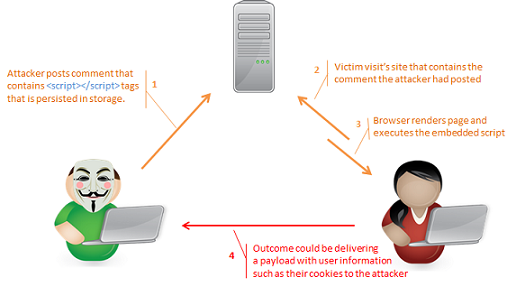 Attacker posts comment that
contains <script></script> tags
that is persisted in storage.
1
2
Victim visit's site that contains the
comment the attacker had posted
3
Browser renders page and
executes the embedded script
4
Outcome could be delivering
a payload with user information
such as their cookies to the attacker